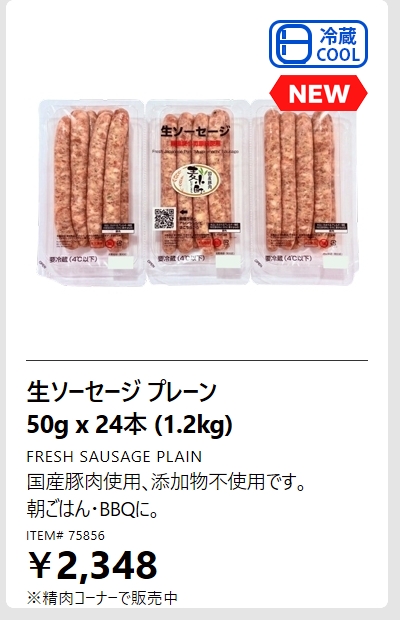 冷蔵
COOL
NEW
生ソーセージ
要冷蔵(4℃以下)
要冷蔵(4℃以下)
要冷蔵(4℃以下)
生ソーセージ プレーン
50g x 24本 (1.2kg)
FRESH SAUSAGE PLAIN
国産豚肉使用、添加物不使用です。
朝ごはん・BBQに。
ITEM# 75856
¥2,348
※精肉コーナーで販売中